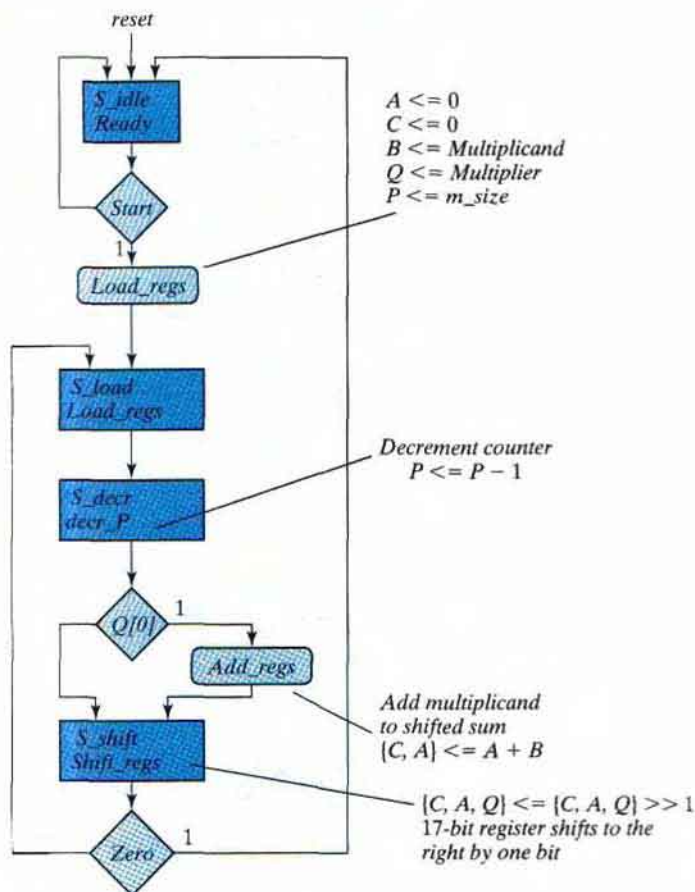 reset
S_idle
Ready
A <= 0
C <= 0
B <= Multiplicand
Q <= Multiplier
P <= m_size
Start
1
Load_regs
S_load
Load_regs
Decrement counter
P <= P − 1
S_decr
decr_P
Q[0]
1
Add_regs
Add multiplicand
to shifted sum
{C, A} <= A + B
S_shift
Shift_regs
{C, A, Q} <= {C, A, Q} >> 1
17-bit register shifts to the
right by one bit
Zero
1